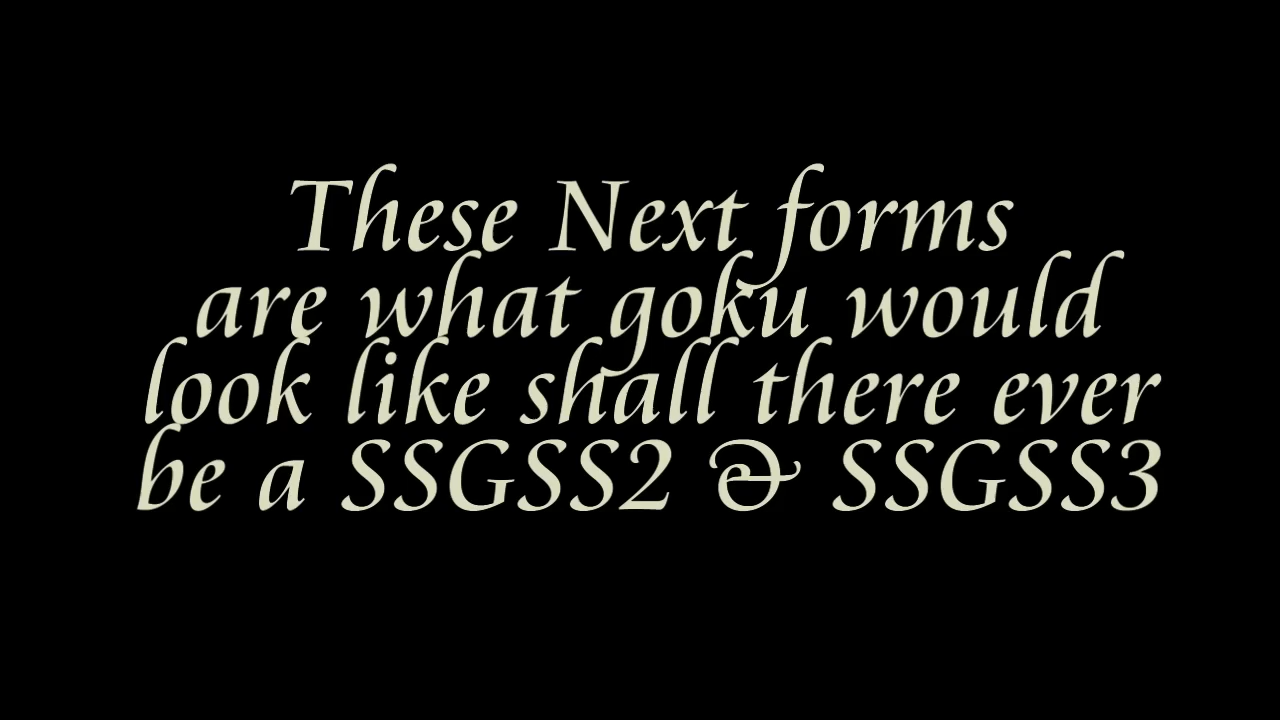 These Next forms
are what goku would
look like shall there ever
be a SSGSS2 & SSGSS3